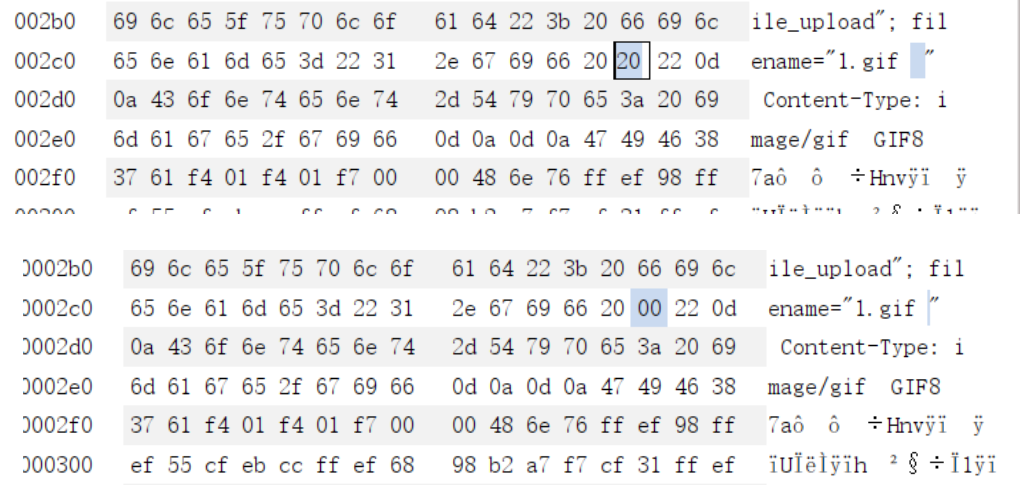 002b0 69 6c 65 5f 75 70 6c 6f 61 64 22 3b 20 66 69 6c ile_upload"; fil
002c0 65 6e 61 6d 65 3d 22 31 2e 67 69 66 20 20 22 0d ename="1.gif "
002d0 0a 43 6f 6e 74 65 6e 74 2d 54 79 70 65 3a 20 69 Content-Type: i
002e0 6d 61 67 65 2f 67 69 66 0d 0a 0d 0a 47 49 46 38 mage/gif GIF8
002f0 37 61 f4 01 f4 01 f7 00 00 48 6e 76 ff ef 98 ff 7aô ô ÷Hnvÿï ÿ
0002b0 69 6c 65 5f 75 70 6c 6f 61 64 22 3b 20 66 69 6c ile_upload"; fil
0002c0 65 6e 61 6d 65 3d 22 31 2e 67 69 66 20 00 22 0d ename="1.gif "
0002d0 0a 43 6f 6e 74 65 6e 74 2d 54 79 70 65 3a 20 69 Content-Type: i
0002e0 6d 61 67 65 2f 67 69 66 0d 0a 0d 0a 47 49 46 38 mage/gif GIF8
0002f0 37 61 f4 01 f4 01 f7 00 00 48 6e 76 ff ef 98 ff 7aô ô ÷Hnvÿï ÿ
000300 ef 55 cf eb cc ff ef 68 98 b2 a7 f7 cf 31 ff ef ïUÏëÌÿïh ² § ÷Ï1ÿï